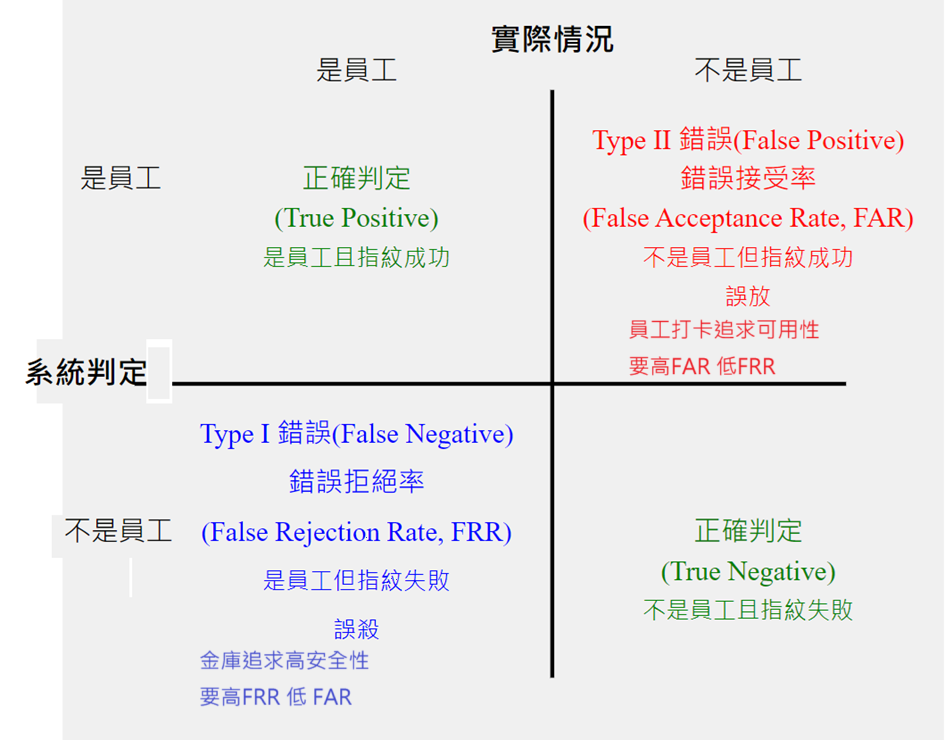 實際情況
是員工
不是員工
是員工
正確判定
(True Positive)
是員工且指紋成功
Type II 錯誤(False Positive)
錯誤接受率
(False Acceptance Rate, FAR)
不是員工但指紋成功
誤放
員工打卡追求可用性
要高FAR 低FRR
系統判定
不是員工
Type I 錯誤(False Negative)
錯誤拒絕率
(False Rejection Rate, FRR)
是員工但指紋失敗
誤殺
金庫追求高安全性
要高FRR 低 FAR
正確判定
(True Negative)
不是員工且指紋失敗